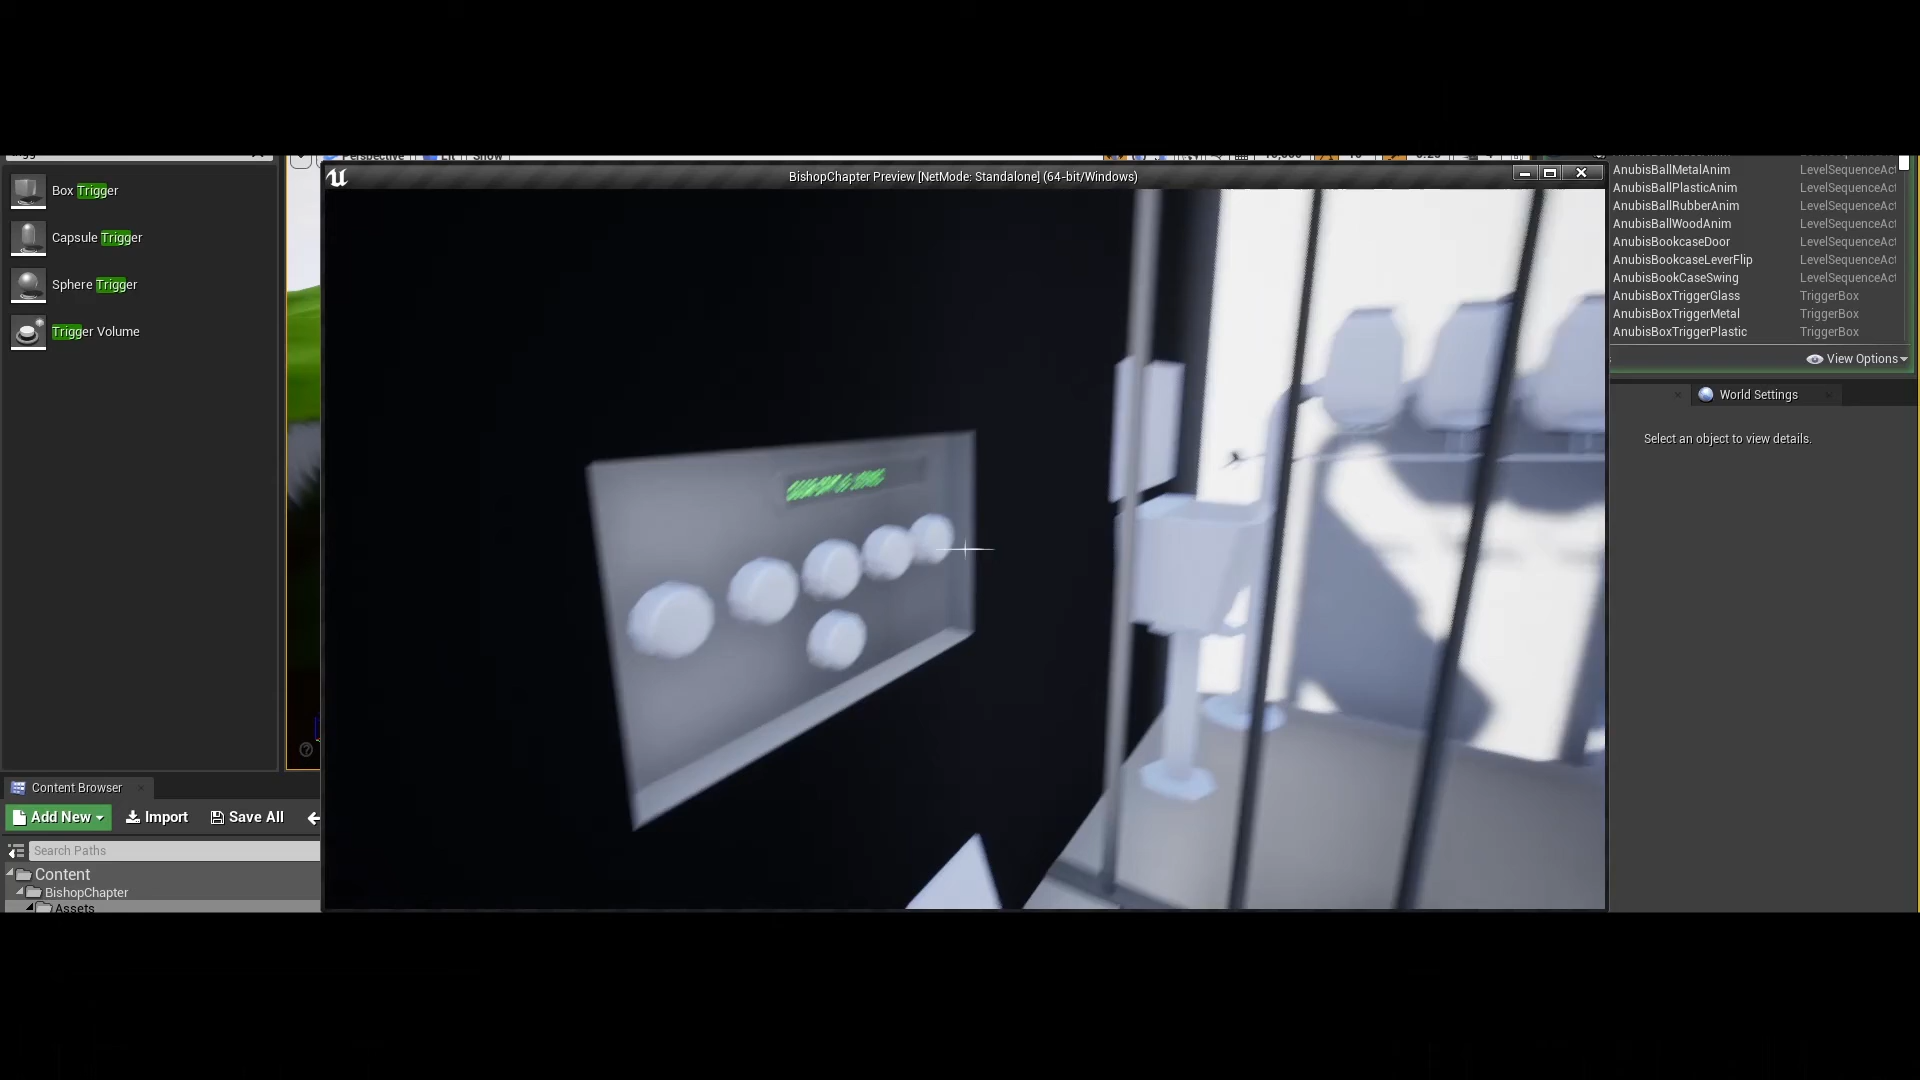 BishopChapter Preview [NetMode: Standalone] (64-bit/Windows)
Box Trigger
Capsule Trigger
Sphere Trigger
Trigger Volume
AnubisBallMetalAnim LevelSequenceAct
AnubisBallPlasticAnim LevelSequenceAct
AnubisBallRubberAnim LevelSequenceAct
AnubisBallWoodAnim LevelSequenceAct
AnubisBookcaseDoor LevelSequenceAct
AnubisBookcaseLeverFlip LevelSequenceAct
AnubisBookCaseSwing LevelSequenceAct
AnubisBoxTriggerGlass TriggerBox
AnubisBoxTriggerMetal TriggerBox
AnubisBoxTriggerPlastic TriggerBox
View Options
World Settings
Select an object to view details.
Content Browser
Add New Import Save All
Search Paths
Content
BishopChapter
Assets